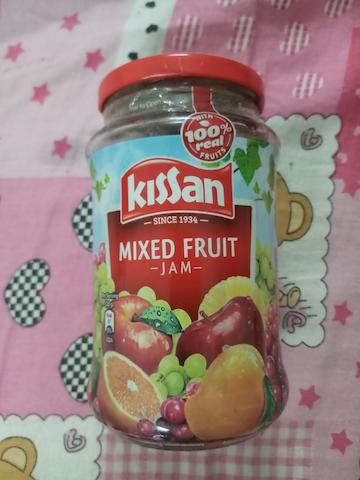 WITH
100%
real
FRUITS
KISSan
SINCE 1934
MIXED FRUIT
JAM